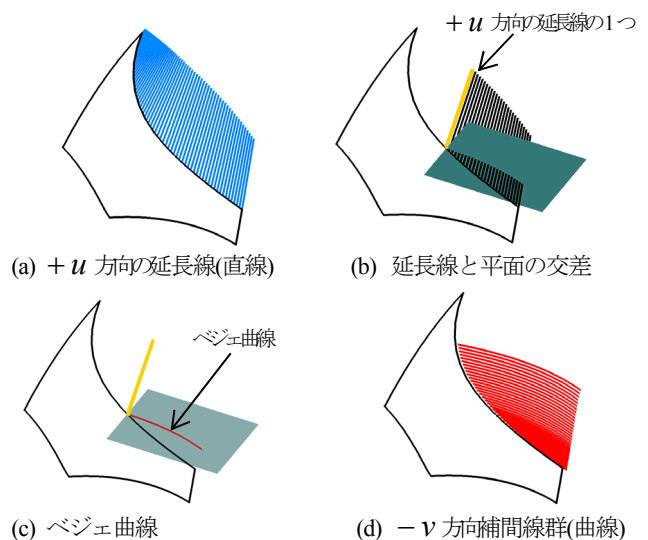 ＋u 方向の延長線の1つ
(a) ＋u 方向の延長線(直線)
(b) 延長線と平面の交差
ベジェ曲線
(c) ベジェ曲線
(d) －v 方向補間線群(曲線)